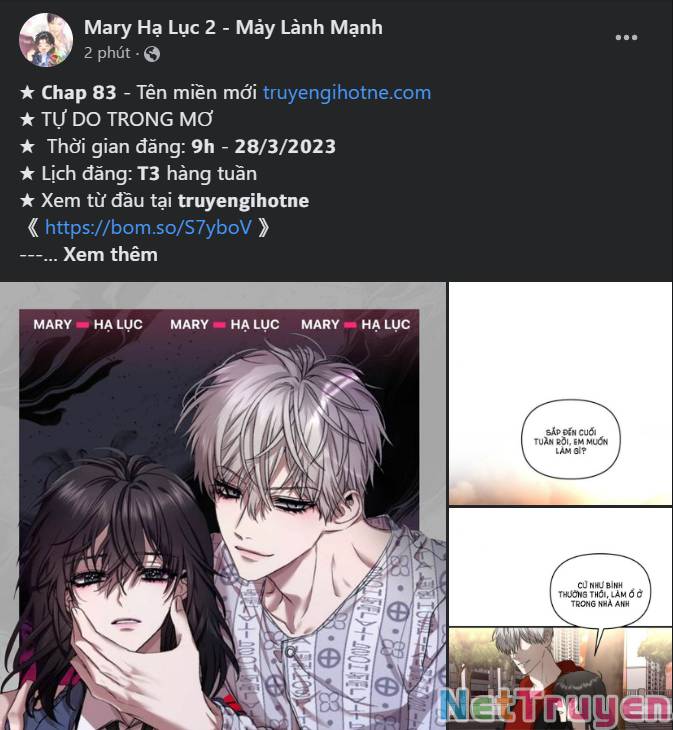 Mary Hạ Lục 2 - Mảy Lành Mạnh
2 phút ·
★ Chap 83 - Tên miền mới truyengihotne.com
★ TỰ DO TRONG MƠ
★ Thời gian đăng: 9h - 28/3/2023
★ Lịch đăng: T3 hàng tuần
★ Xem từ đầu tại truyengihotne
《 https://bom.so/S7yboV 》
---... Xem thêm
MARY HẠ LỤC MARY HẠ LỤC MARY HẠ LỤC
SẮP ĐẾN CUỐI
TUẦN RỒI, EM MUỐN
LÀM GÌ?
CỨ NHƯ BÌNH
THƯỜNG THÔI, LÀM Ổ Ở
TRONG NHÀ ANH
NetTruyen